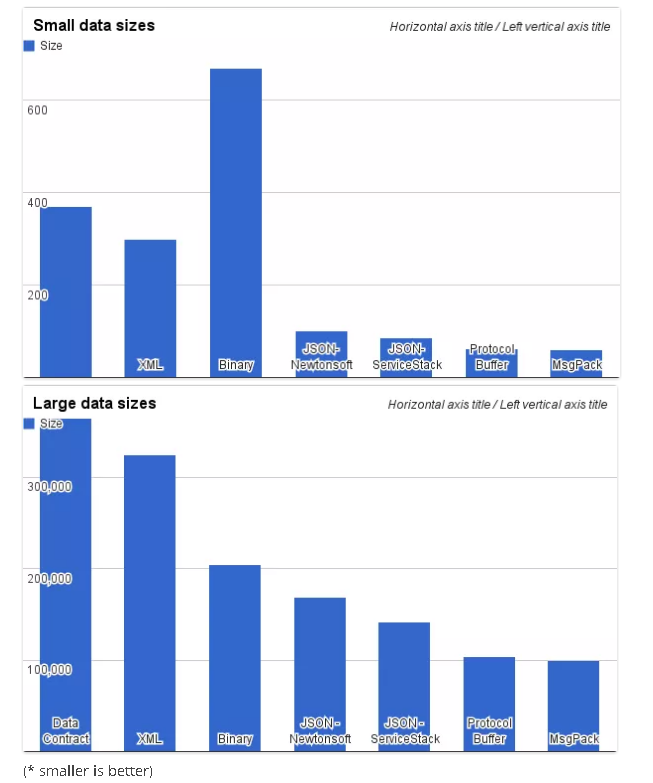 Small data sizes
Horizontal axis title / Left vertical axis title
Size
600
400
200
XML
Binary
JSON-
Newtonsoft
JSON-
ServiceStack
Protocol
Buffer
MsgPack
Large data sizes
Horizontal axis title / Left vertical axis title
Size
300,000
200,000
100,000
Data
Contract
XML
Binary
JSON-
Newtonsoft
JSON-
ServiceStack
Protocol
Buffer
MsgPack
(* smaller is better)